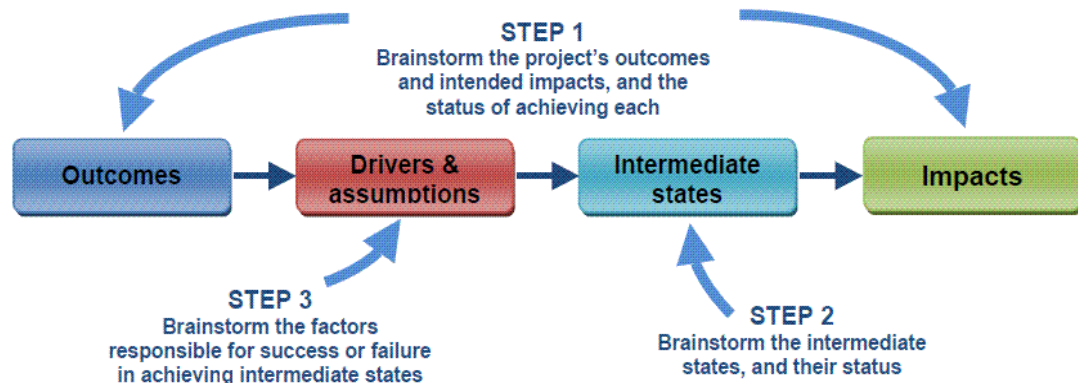 STEP 1
Brainstorm the project's outcomes
and intended impacts, and the
status of achieving each
Outcomes
Drivers &
assumptions
Intermediate
states
Impacts
STEP 3
Brainstorm the factors
responsible for success or failure
in achieving intermediate states
STEP 2
Brainstorm the intermediate
states, and their status